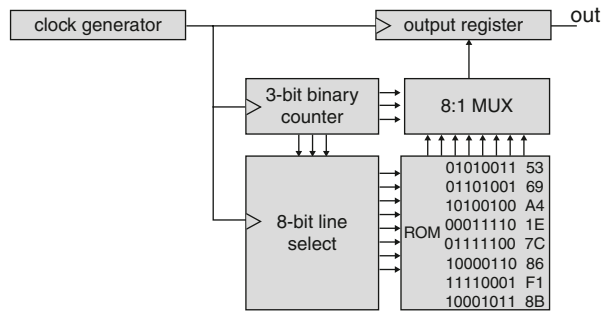 clock generator
output register
out
3-bit binary
counter
8:1 MUX
8-bit line
select
ROM
01010011 53
01101001 69
10100100 A4
00011110 1E
01111100 7C
10000110 86
11110001 F1
10001011 8B